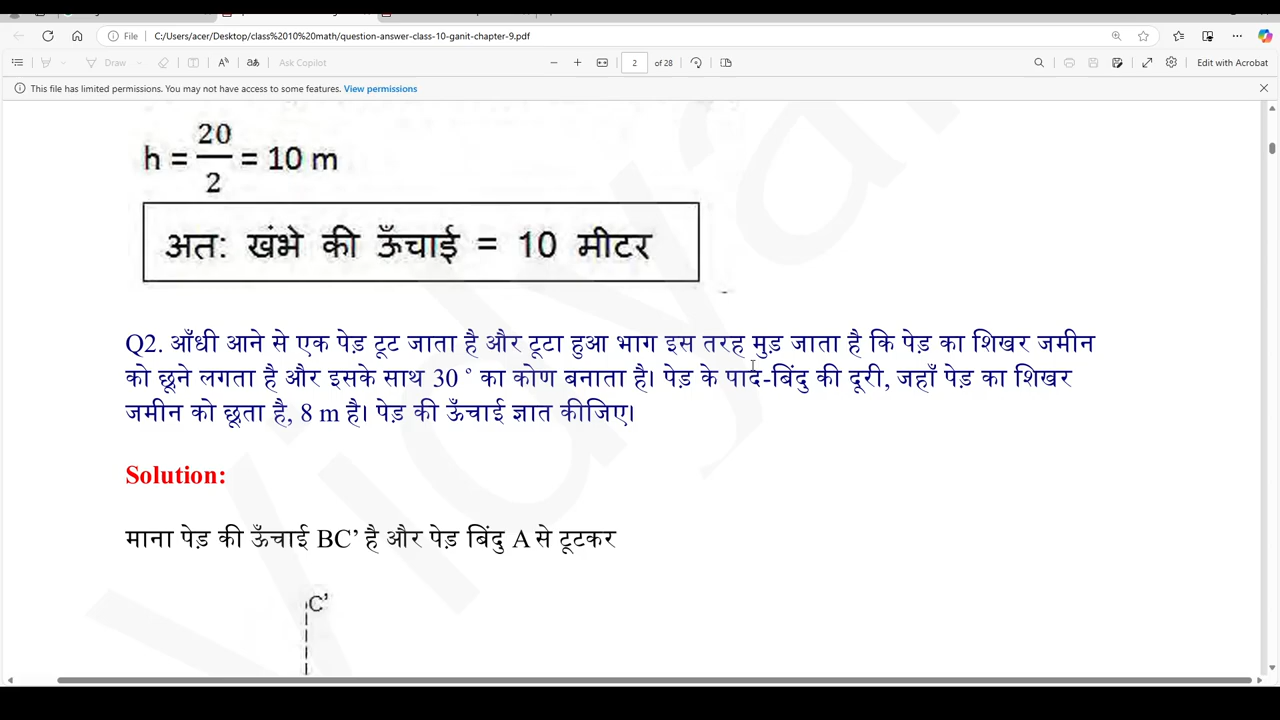 File C:/Users/acer/Desktop/class%2010%20math/question-answer-class-10-ganit-chapter-9.pdf
Draw Ask Copilot 2 of 28 Edit with Acrobat
This file has limited permissions. You may not have access to some features. View permissions
h = 20/2 = 10 m
अत: खंभे की ऊँचाई = 10 मीटर
Q2. आँधी आने से एक पेड़ टूट जाता है और टूटा हुआ भाग इस तरह मुड़ जाता है कि पेड़ का शिखर जमीन
को छूने लगता है और इसके साथ 30 ° का कोण बनाता है। पेड़ के पाद-बिंदु की दूरी, जहाँ पेड़ का शिखर
जमीन को छूता है, 8 m है। पेड़ की ऊँचाई ज्ञात कीजिए।
Solution:
माना पेड़ की ऊँचाई BC’ है और पेड़ बिंदु A से टूटकर
C’